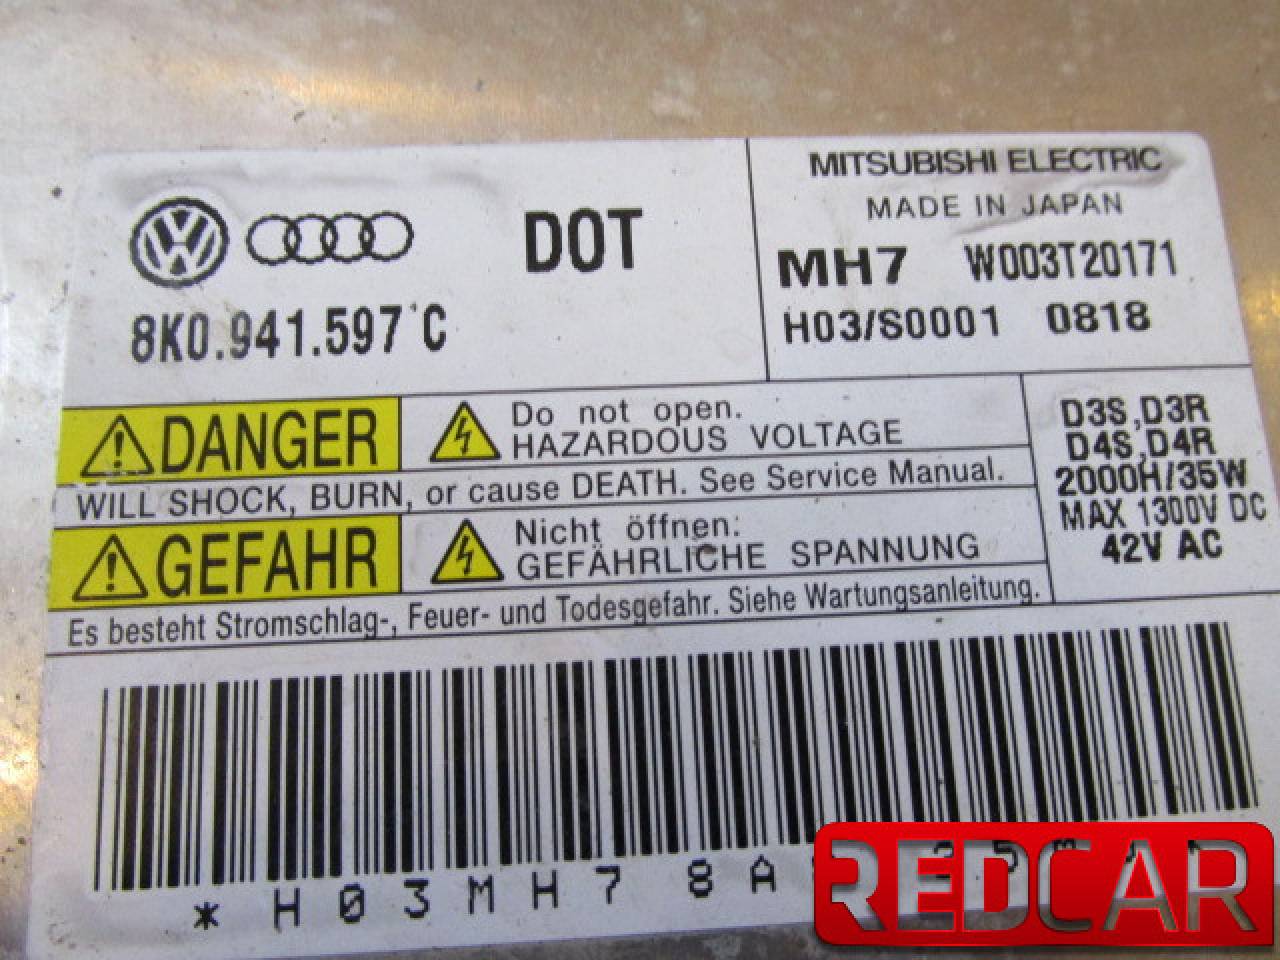 DOT
8K0.941.597 C
MITSUBISHI ELECTRIC
MADE IN JAPAN
MH7 W003T20171
H03/S0001 0818
DANGER
Do not open.
HAZARDOUS VOLTAGE
WILL SHOCK, BURN, or cause DEATH. See Service Manual.
GEFAHR
Nicht öffnen:
GEFÄHRLICHE SPANNUNG
Es besteht Stromschlag-, Feuer- und Todesgefahr. Siehe Wartungsanleitung.
D3S,D3R
D4S,D4R
2000H/35W
MAX 1300V DC
42V AC
*H03MH78A
REDCAR